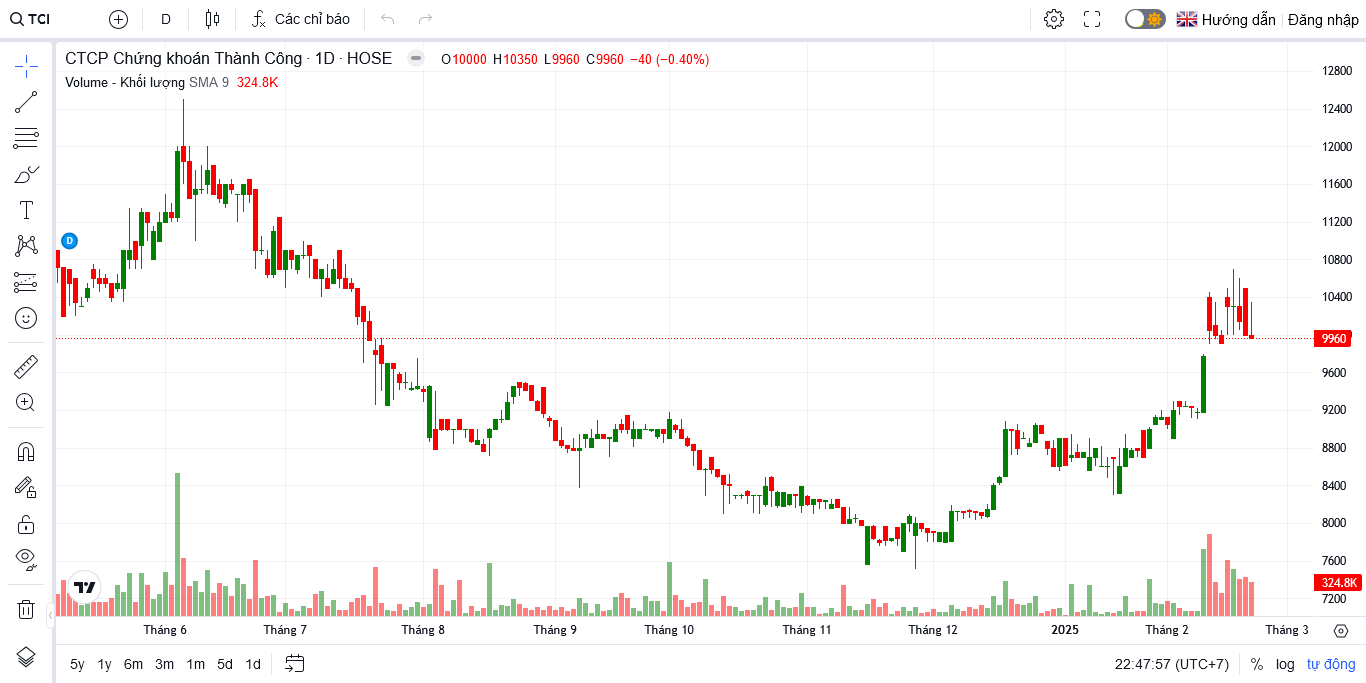 TCI D Các chỉ báo Hướng dẫn Đăng nhập
CTCP Chứng khoán Thành Công · 1D · HOSE O10000 H10350 L9960 C9960 −40 (−0.40%)
Volume - Khối lượng SMA 9 324.8K
D
12800
12400
12000
11600
11200
10800
10400
9960
9600
9200
8800
8400
8000
7600
324.8K
7200
Tháng 6 Tháng 7 Tháng 8 Tháng 9 Tháng 10 Tháng 11 Tháng 12 2025 Tháng 2 Tháng 3
5y 1y 6m 3m 1m 5d 1d 22:47:57 (UTC+7) % log tự động